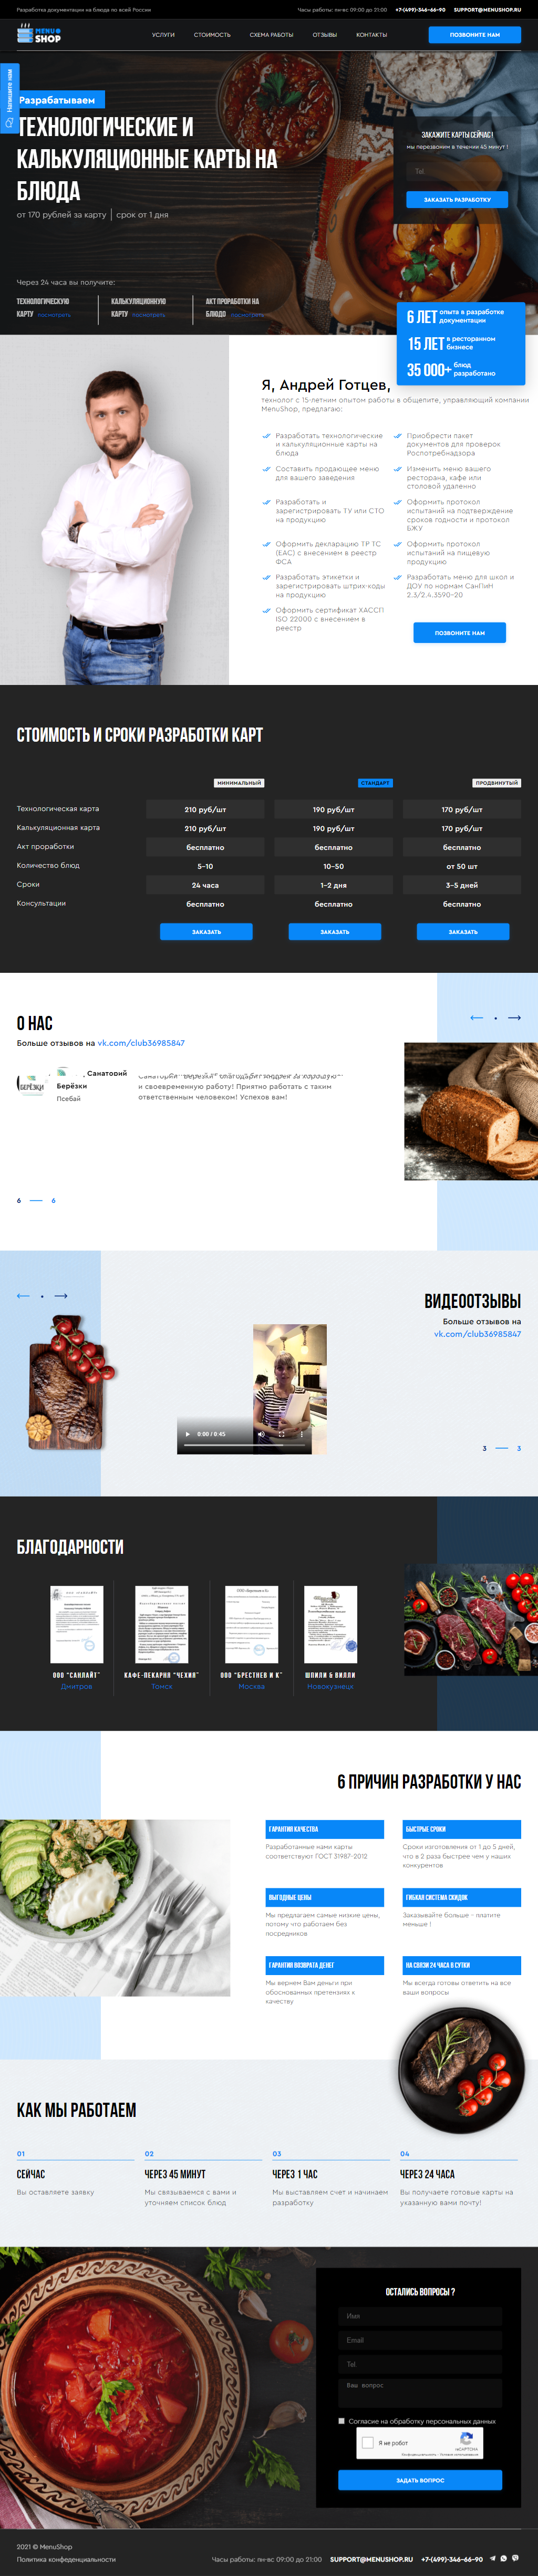 Разработка документации на блюда по всей России
Часы работы: пн-вс 09:00 до 21:00 +7-(499)-346-66-90 SUPPORT@MENUSHOP.RU
MENU SHOP
УСЛУГИ СТОИМОСТЬ СХЕМА РАБОТЫ ОТЗЫВЫ КОНТАКТЫ ПОЗВОНИТЕ НАМ
Напишите нам
Разрабатываем
ТЕХНОЛОГИЧЕСКИЕ И
КАЛЬКУЛЯЦИОННЫЕ КАРТЫ НА
БЛЮДА
от 170 рублей за карту | срок от 1 дня
ЗАКАЖИТЕ КАРТЫ СЕЙЧАС !
мы перезвоним в течении 45 минут !
Tel
ЗАКАЗАТЬ РАЗРАБОТКУ
Через 24 часа вы получите:
ТЕХНОЛОГИЧЕСКУЮ
КАРТУ посмотреть
КАЛЬКУЛЯЦИОННУЮ
КАРТУ посмотреть
АКТ ПРОРАБОТКИ НА
БЛЮДО посмотреть
6 ЛЕТ опыта в разработке
документации
15 ЛЕТ в ресторанном
бизнесе
35 000+ блюд
разработано
Я, Андрей Готцев,
технолог с 15-летним опытом работы в общепите, управляющий компании
MenuShop, предлагаю:
Разработать технологические
и калькуляционные карты на
блюда
Приобрести пакет
документов для проверок
Роспотребнадзора
Составить продающее меню
для вашего заведения
Изменить меню вашего
ресторана, кафе или
столовой удаленно
Разработать и
зарегистрировать ТУ или СТО
на продукцию
Оформить протокол
испытаний на подтверждение
сроков годности и протокол
БЖУ
Оформить декларацию ТР ТС
(ЕАС) с внесением в реестр
ФСА
Оформить протокол
испытаний на пищевую
продукцию
Разработать этикетки и
зарегистрировать штрих-коды
на продукцию
Разработать меню для школ и
ДОУ по нормам СанПиН
2.3/2.4.3590-20
Оформить сертификат ХАССП
ISO 22000 с внесением в
реестр
ПОЗВОНИТЕ НАМ
СТОИМОСТЬ И СРОКИ РАЗРАБОТКИ КАРТ
МИНИМАЛЬНЫЙ СТАНДАРТ ПРОДВИНУТЫЙ
Технологическая карта 210 руб/шт 190 руб/шт 170 руб/шт
Калькуляционная карта 210 руб/шт 190 руб/шт 170 руб/шт
Акт проработки бесплатно бесплатно бесплатно
Количество блюд 5-10 10-50 от 50 шт
Сроки 24 часа 1-2 дня 3-5 дней
Консультации бесплатно бесплатно бесплатно
ЗАКАЗАТЬ ЗАКАЗАТЬ ЗАКАЗАТЬ
О НАС
Больше отзывов на vk.com/club36985847
БЕРЁЗКИ
Санаторий
Берёзки
Псебай
и своевременную работу! Приятно работать с таким
ответственным человеком! Успехов вам!
6 6
ВИДЕООТЗЫВЫ
Больше отзывов на
vk.com/club36985847
0:00 / 0:45
3 3
БЛАГОДАРНОСТИ
ООО "САНЛАЙТ"
Дмитров
КАФЕ-ПЕКАРНЯ "ЧЕХИЯ"
Томск
ООО "БРЕСТНЕВ И К"
Москва
ШПИЛИ & ВИЛЛИ
Новокузнецк
6 ПРИЧИН РАЗРАБОТКИ У НАС
ГАРАНТИЯ КАЧЕСТВА
Разработанные нами карты
соответствуют ГОСТ 31987-2012
БЫСТРЫЕ СРОКИ
Сроки изготовления от 1 до 5 дней,
что в 2 раза быстрее чем у наших
конкурентов
ВЫГОДНЫЕ ЦЕНЫ
Мы предлагаем самые низкие цены,
потому что работаем без
посредников
ГИБКАЯ СИСТЕМА СКИДОК
Заказывайте больше - платите
меньше !
ГАРАНТИЯ ВОЗВРАТА ДЕНЕГ
Мы вернем Вам деньги при
обоснованных претензиях к
качеству
НА СВЯЗИ 24 ЧАСА В СУТКИ
Мы всегда готовы ответить на все
ваши вопросы
КАК МЫ РАБОТАЕМ
01
СЕЙЧАС
Вы оставляете заявку
02
ЧЕРЕЗ 45 МИНУТ
Мы связываемся с вами и
уточняем список блюд
03
ЧЕРЕЗ 1 ЧАС
Мы выставляем счет и начинаем
разработку
04
ЧЕРЕЗ 24 ЧАСА
Вы получаете готовые карты на
указанную вами почту!
ОСТАЛИСЬ ВОПРОСЫ ?
Имя
Email
Tel
Ваш вопрос
Согласие на обработку персональных данных
Я не робот
reCAPTCHA
Конфиденциальность - Условия использования
ЗАДАТЬ ВОПРОС
2021 © MenuShop
Политика конфеденциальности
Часы работы: пн-вс 09:00 до 21:00 SUPPORT@MENUSHOP.RU +7-(499)-346-66-90